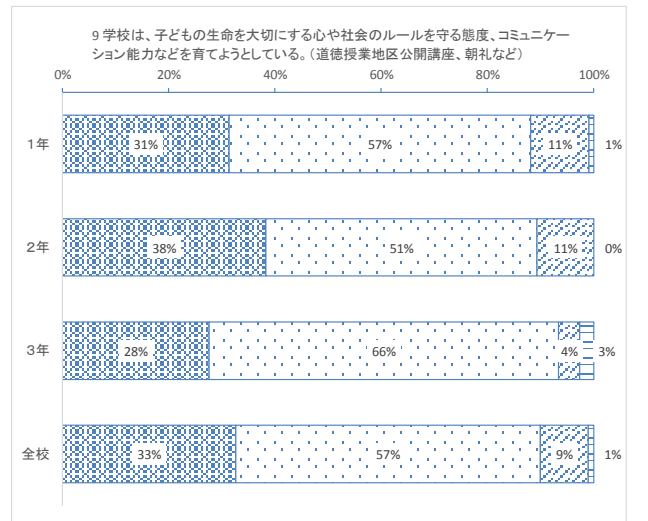 9 学校は、子どもの生命を大切にする心や社会のルールを守る態度、コミュニケー
ション能力などを育てようとしている。（道徳授業地区公開講座、朝礼など）
0% 20% 40% 60% 80% 100%
1年 31% 57% 11% 1%
2年 38% 51% 11% 0%
3年 28% 66% 4% 3%
全校 33% 57% 9% 1%